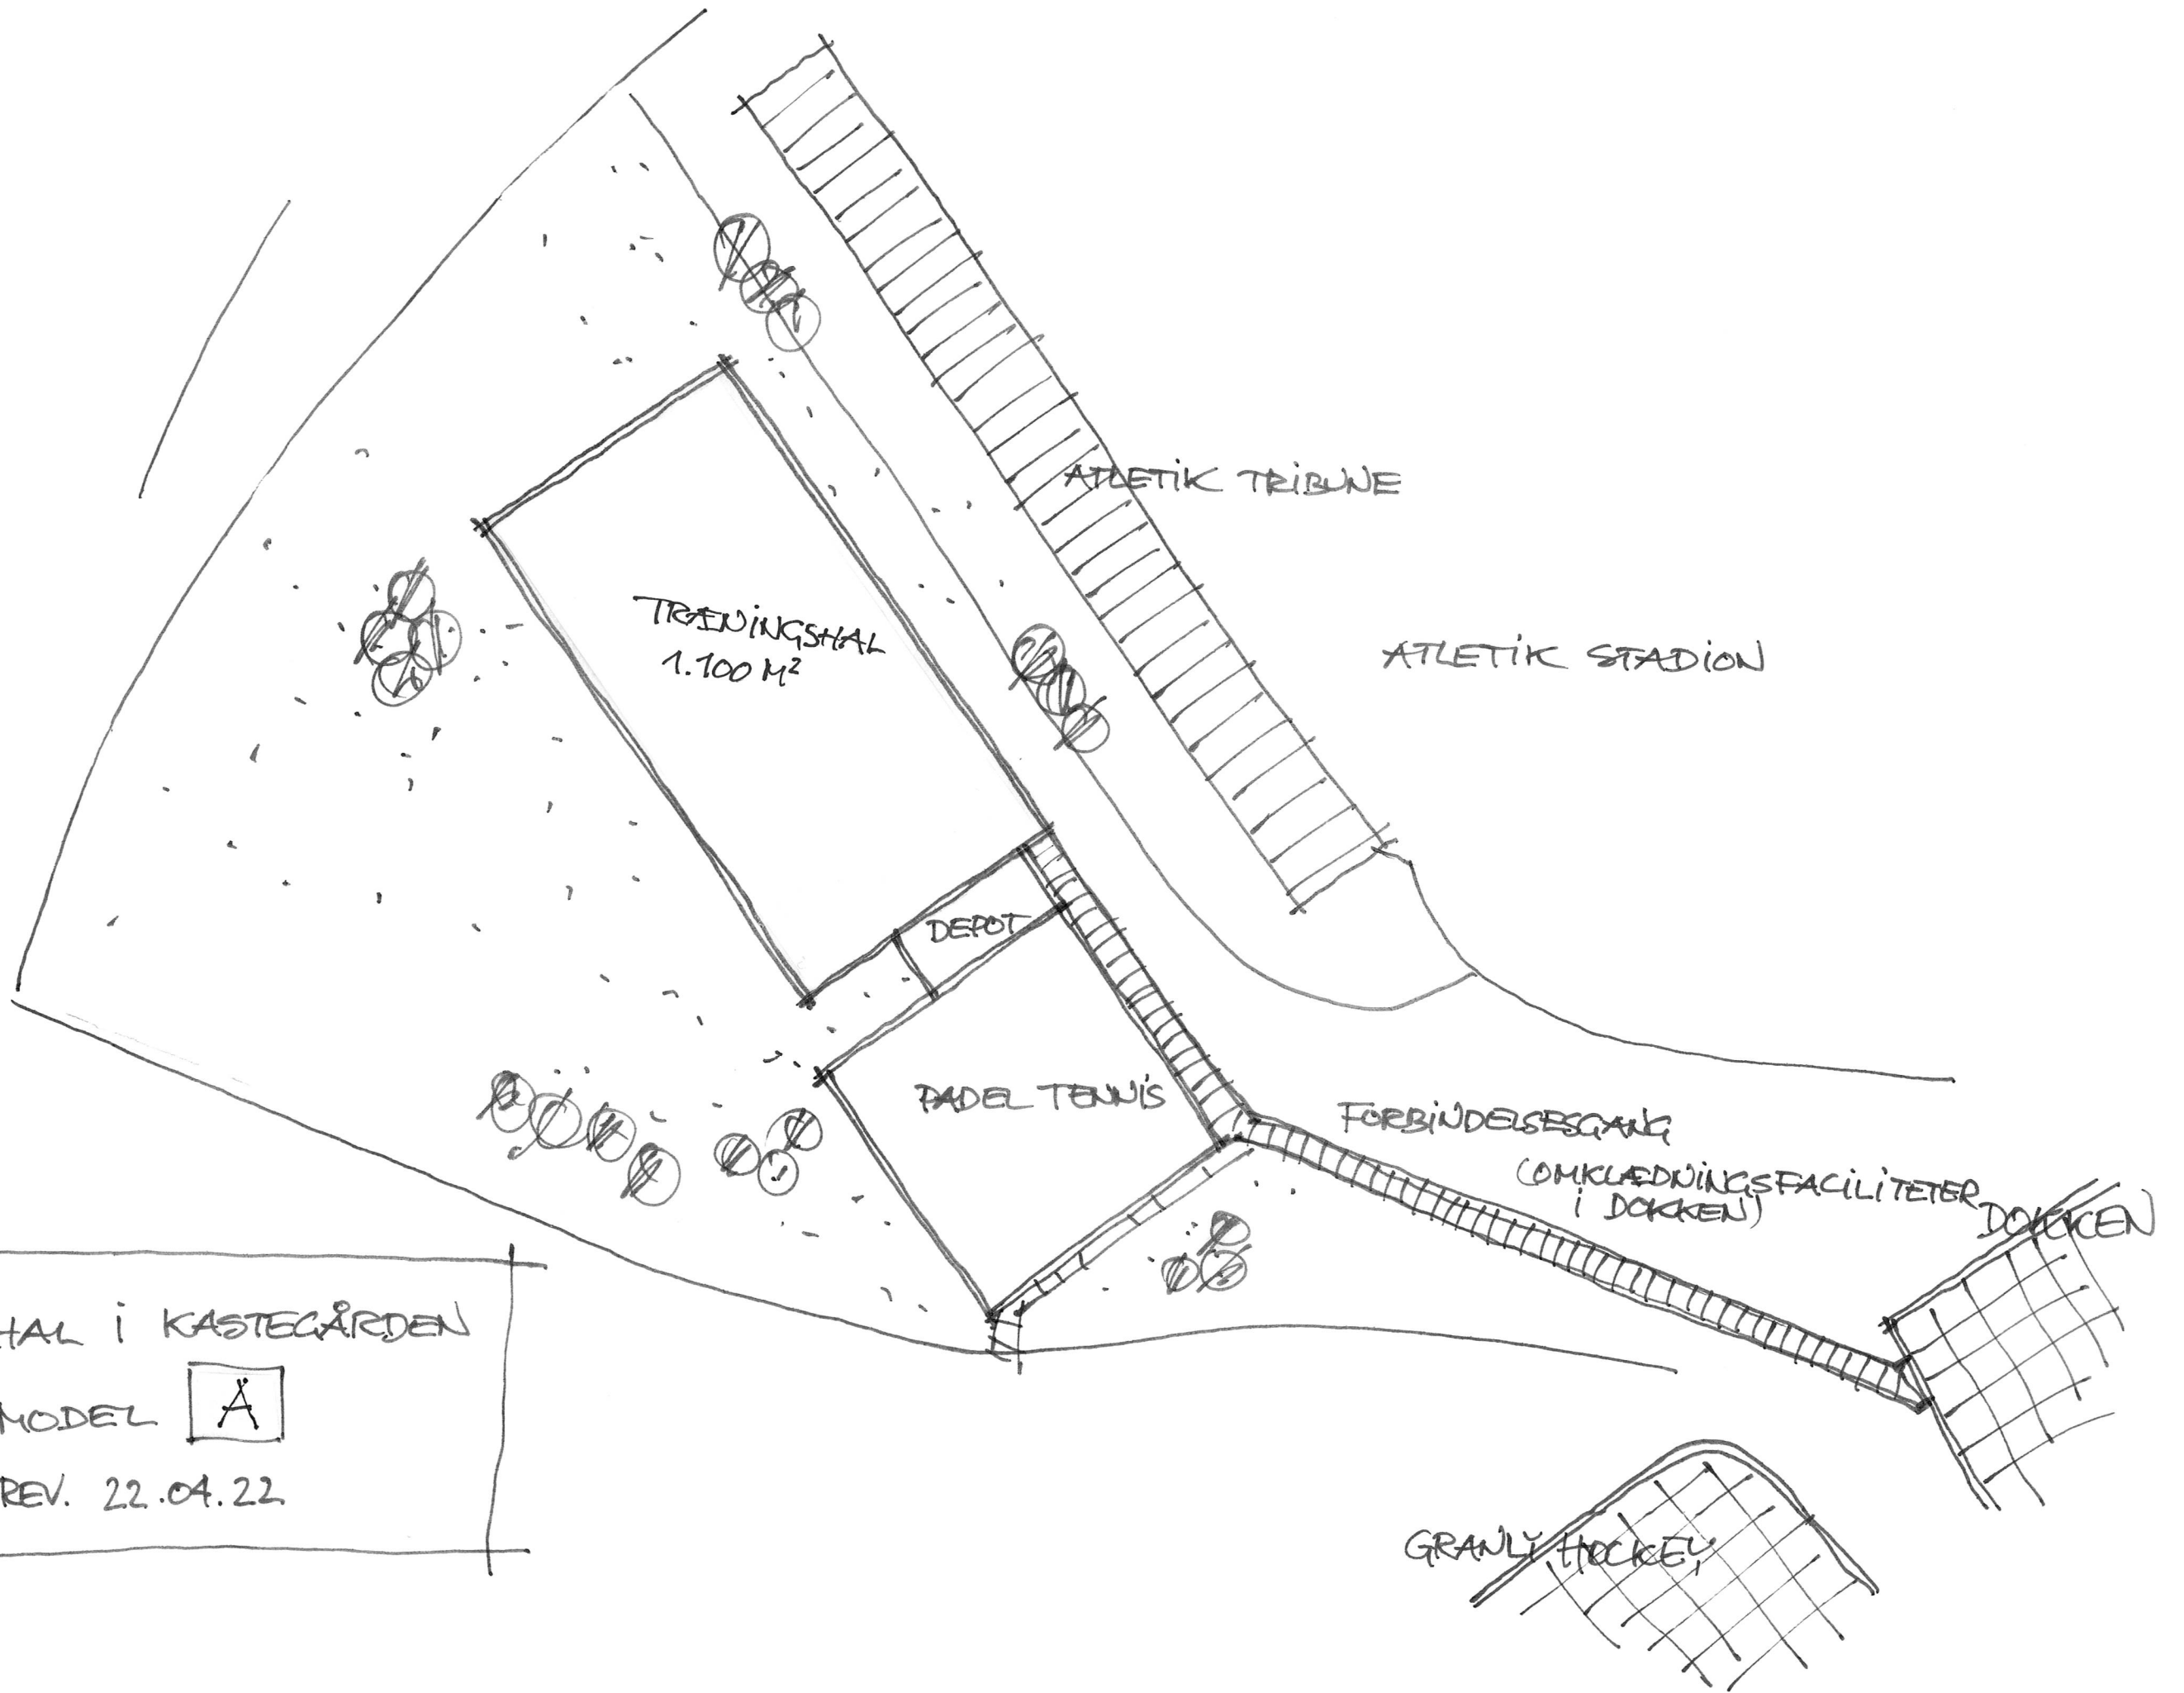 ATLETIK TRIBUNE
TRÆNINGSHAL
1.100 M²
ATLETIK STADION
DEPOT
PADEL TENNIS
FORBINDELSESGANG
(OMKLÆDNINGSFACILITETER
I DOKKEN)
DOKKEN
HAL I KASTEGÅRDEN
MODEL Å
REV. 22.04.22
GRANLY HOCKEY